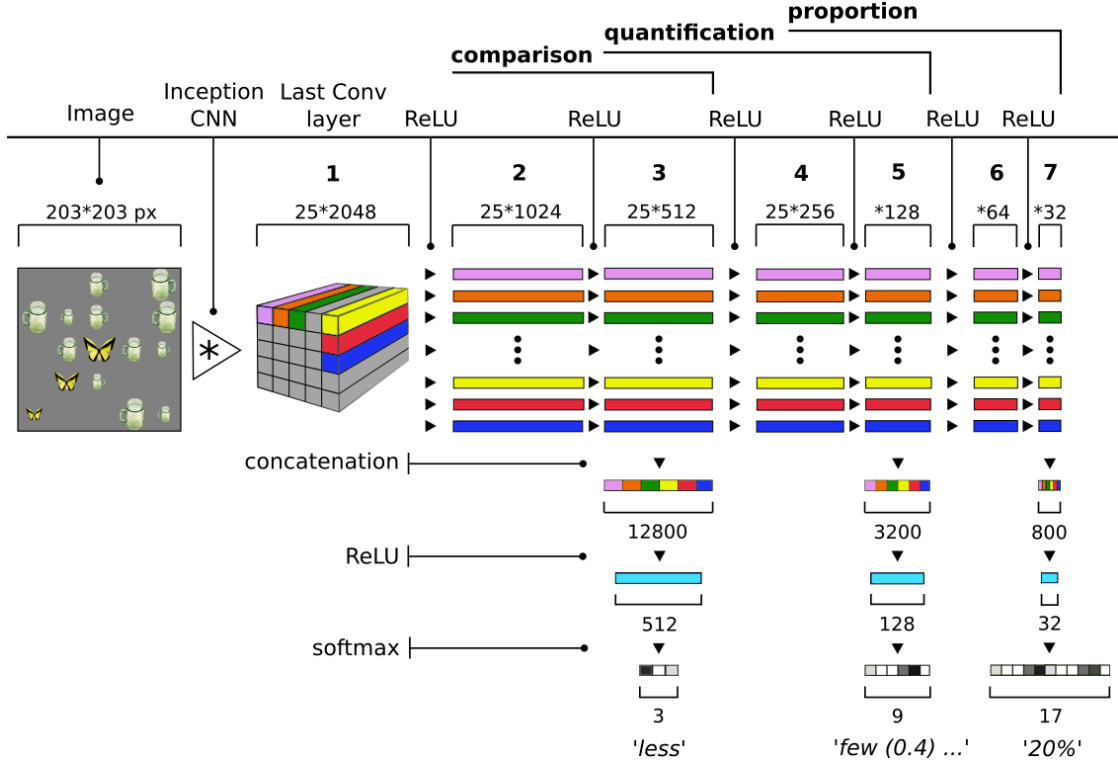 proportion
quantification
comparison
Image
Inception
CNN
Last Conv
layer
ReLU
ReLU
ReLU
ReLU
ReLU
ReLU
1
2
3
4
5
6
7
203*203 px
25*2048
25*1024
25*512
25*256
*128
*64
*32
*
concatenation
12800
3200
800
ReLU
512
128
32
softmax
3
9
17
'less'
'few (0.4) ...'
'20%'